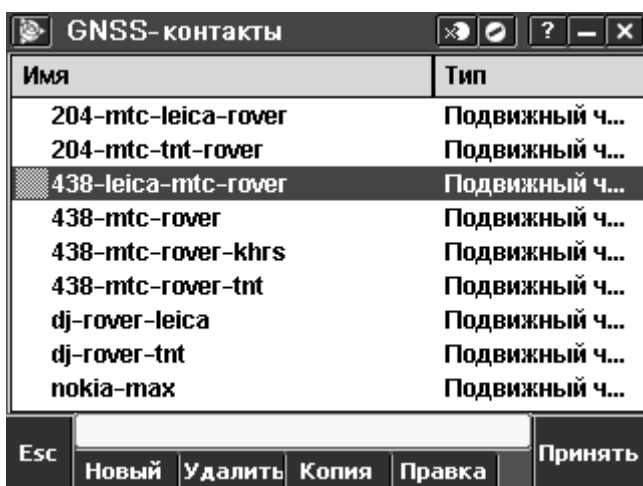 GNSS-контакты ? – ×
Имя Тип
204-mtc-leica-rover Подвижный ч...
204-mtc-tnt-rover Подвижный ч...
438-leica-mtc-rover Подвижный ч...
438-mtc-rover Подвижный ч...
438-mtc-rover-khrs Подвижный ч...
438-mtc-rover-tnt Подвижный ч...
dj-rover-leica Подвижный ч...
dj-rover-tnt Подвижный ч...
nokia-max Подвижный ч...
Esc Новый Удалить Копия Правка Принять